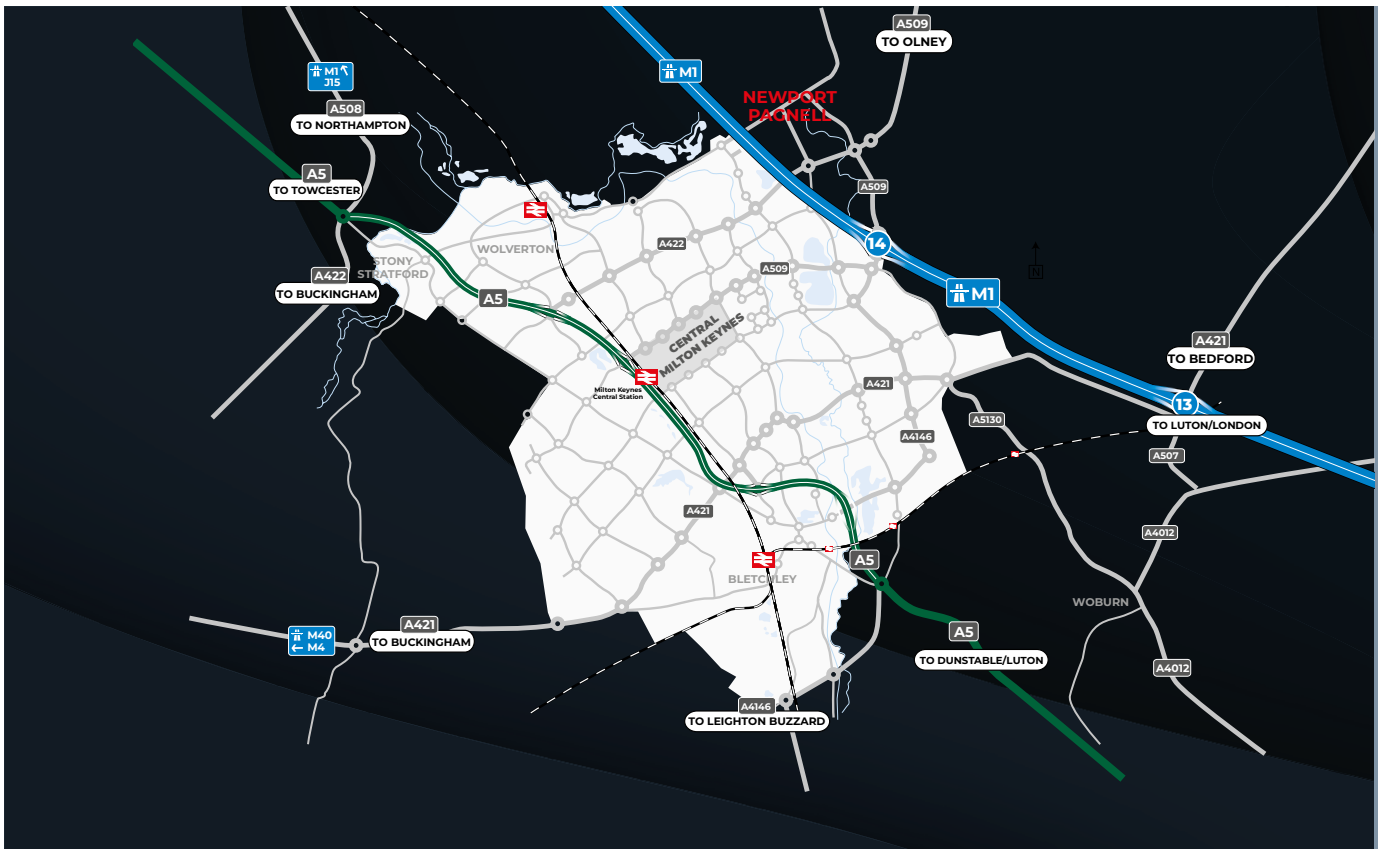 A509
TO OLNEY
M1
M1
J15
NEWPORT
PAGNELL
A508
TO NORTHAMPTON
A5
TO TOWCESTER
A509
A422
14
WOLVERTON
STONY
STRATFORD
A509
N
A422
TO BUCKINGHAM
A5
M1
CENTRAL
MILTON KEYNES
A421
TO BEDFORD
Milton Keynes
Central Station
A421
13
A5130
TO LUTON/LONDON
A4146
A507
A421
A4012
A5
BLETCHLEY
WOBURN
A421
TO BUCKINGHAM
M40
M4
A5
TO DUNSTABLE/LUTON
A4012
A4146
TO LEIGHTON BUZZARD